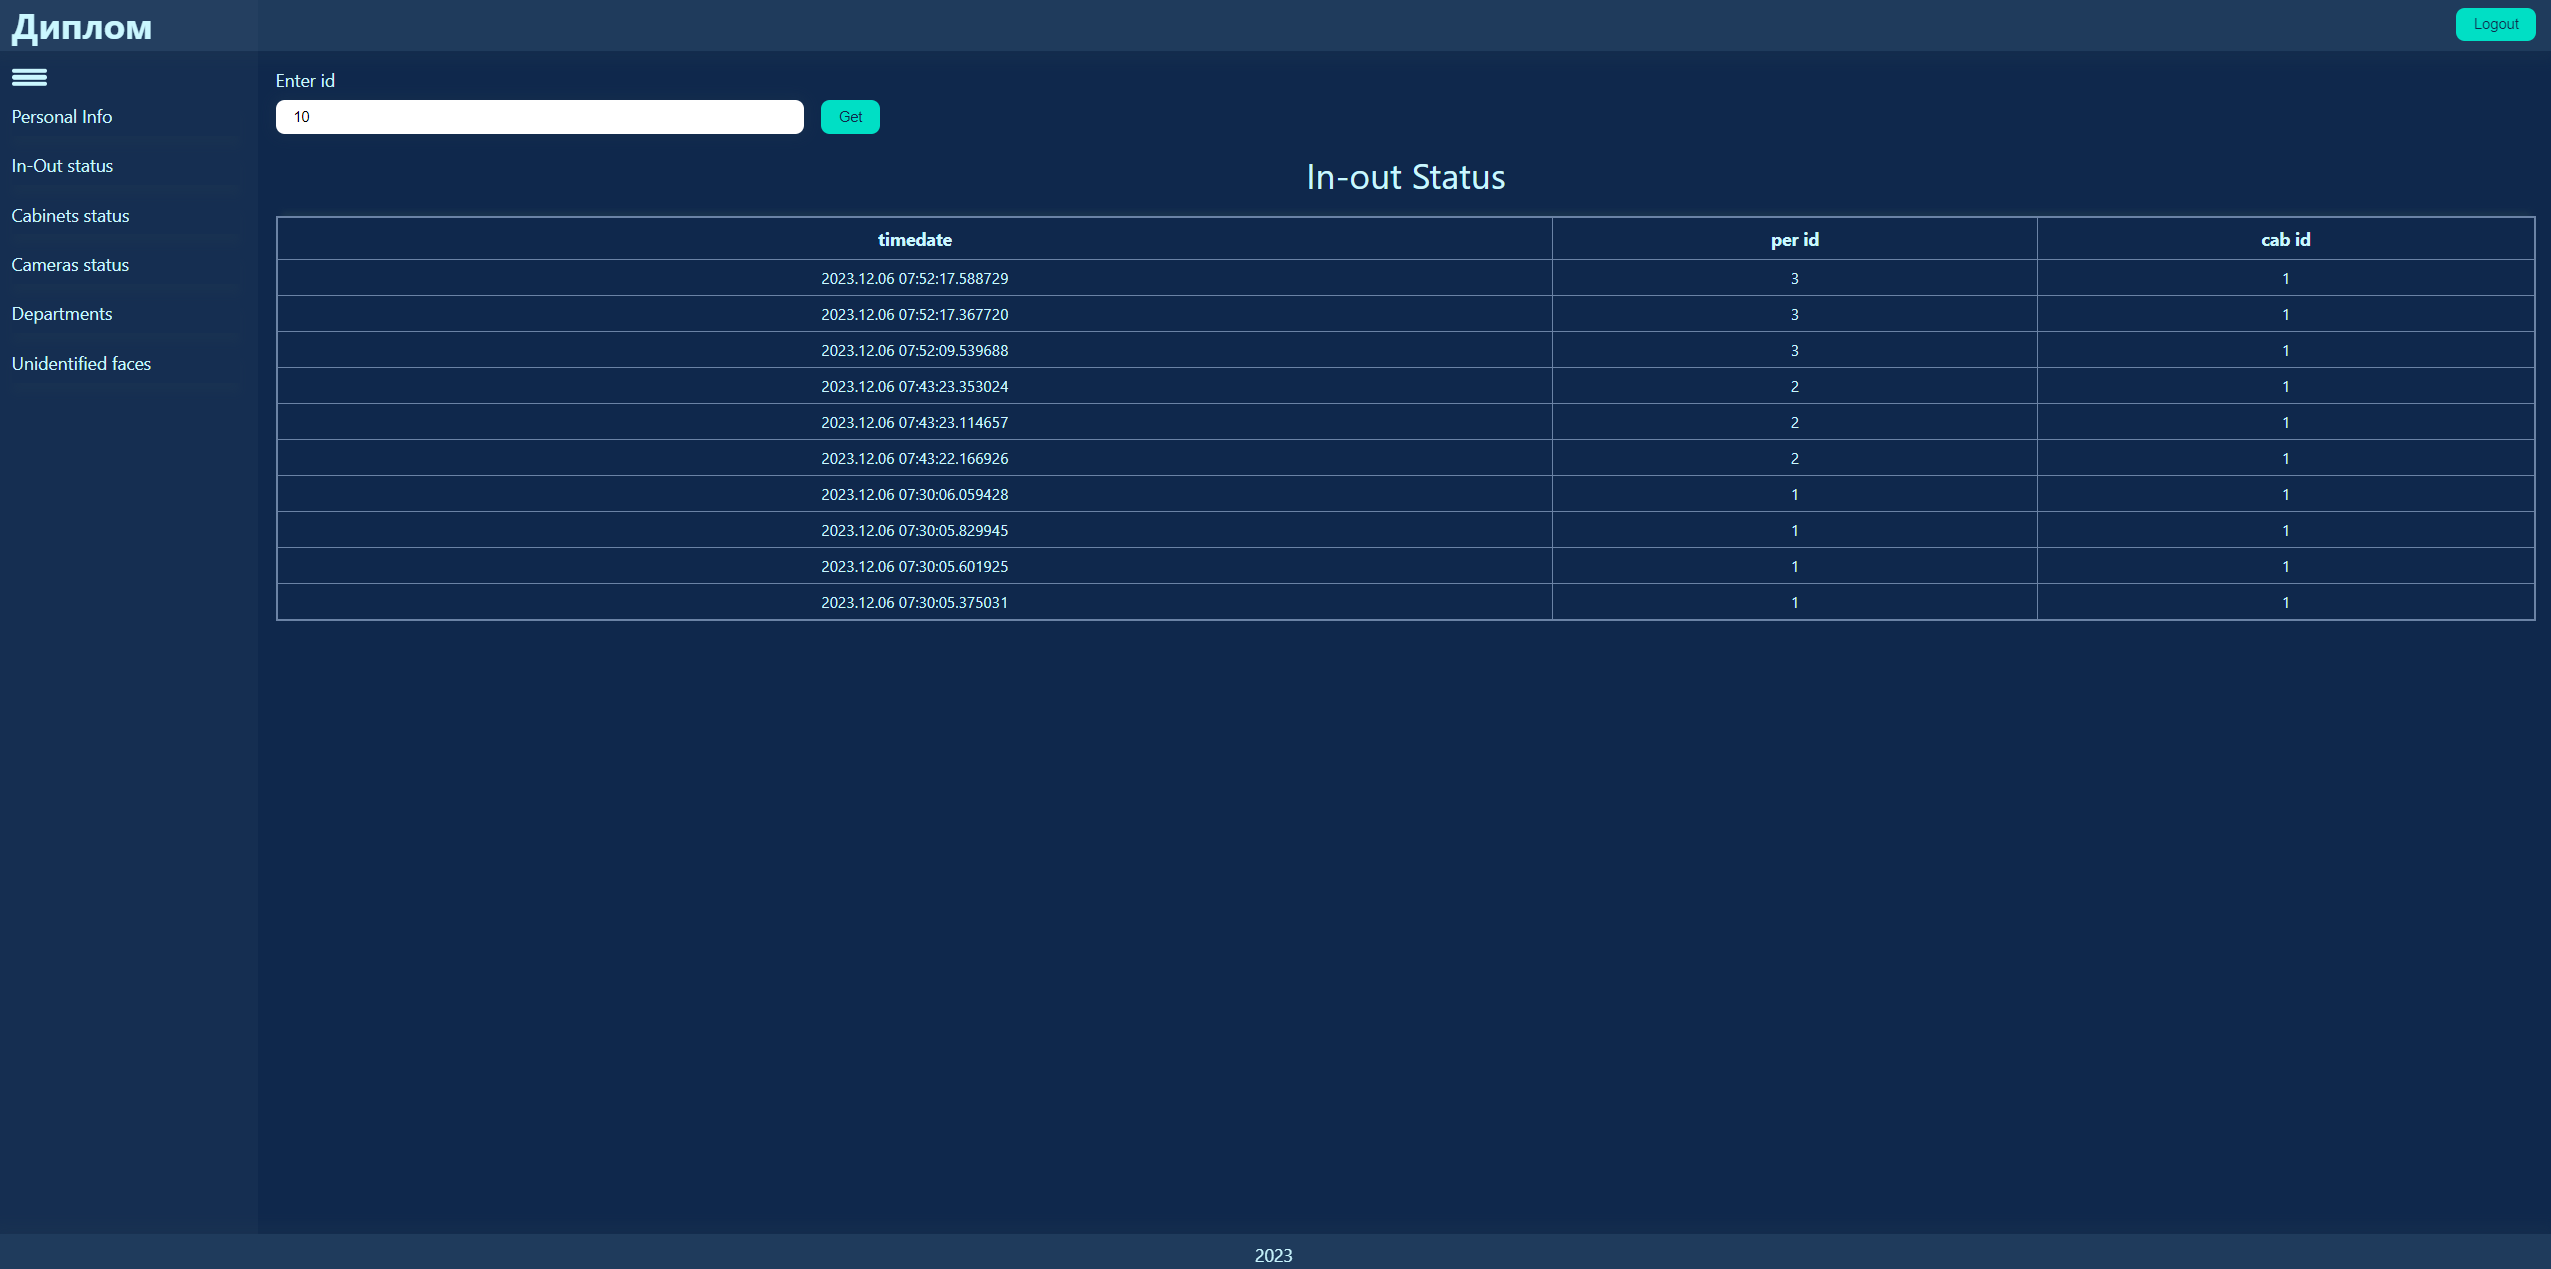 Диплом
Logout
Personal Info
In-Out status
Cabinets status
Cameras status
Departments
Unidentified faces
Enter id
10 Get
In-out Status
timedate per id cab id
2023.12.06 07:52:17.588729 3 1
2023.12.06 07:52:17.367720 3 1
2023.12.06 07:52:09.539688 3 1
2023.12.06 07:43:23.353024 2 1
2023.12.06 07:43:23.114657 2 1
2023.12.06 07:43:22.166926 2 1
2023.12.06 07:30:06.059428 1 1
2023.12.06 07:30:05.829945 1 1
2023.12.06 07:30:05.601925 1 1
2023.12.06 07:30:05.375031 1 1
2023